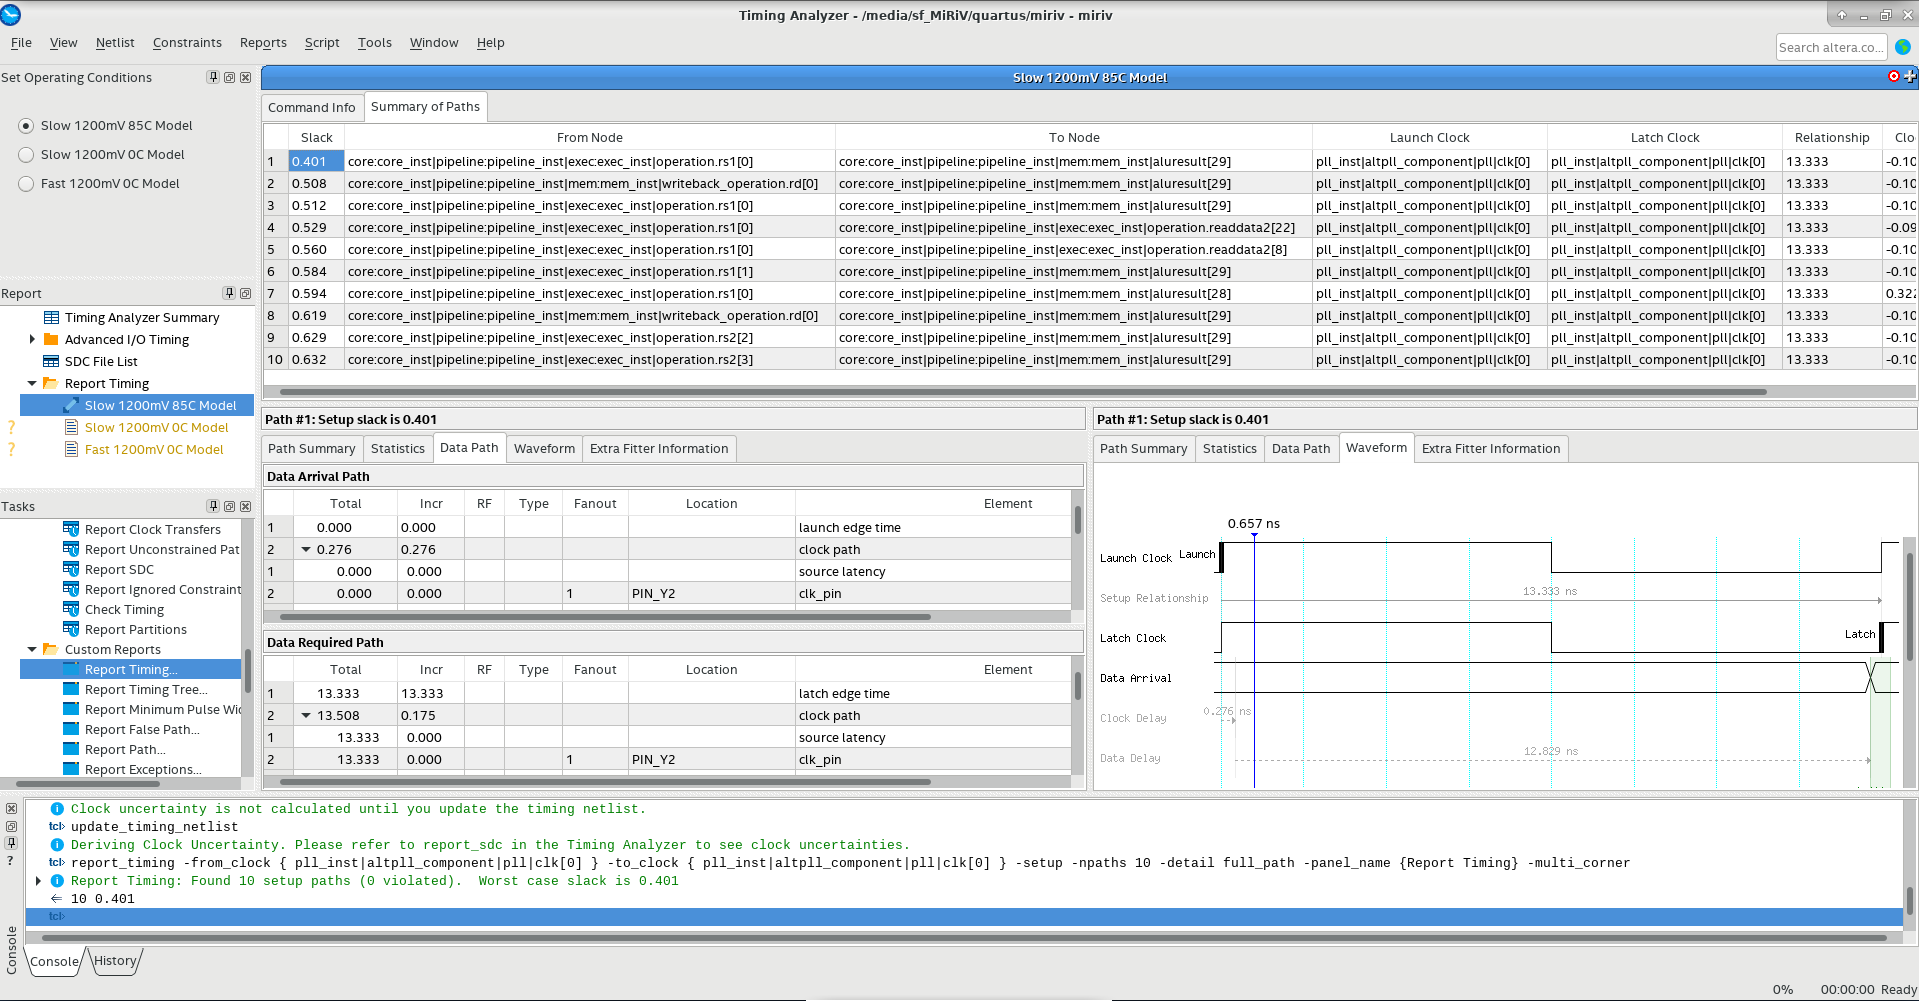 Timing Analyzer - /media/sf_MiRiV/quartus/miriv - miriv
File View Netlist Constraints Reports Script Tools Window Help
Search altera.co...
Set Operating Conditions
Slow 1200mV 85C Model
Slow 1200mV 0C Model
Fast 1200mV 0C Model
Report
Timing Analyzer Summary
Advanced I/O Timing
SDC File List
Report Timing
Slow 1200mV 85C Model
? Slow 1200mV 0C Model
? Fast 1200mV 0C Model
Tasks
Report Clock Transfers
Report Unconstrained Pat
Report SDC
Report Ignored Constraint
Check Timing
Report Partitions
Custom Reports
Report Timing...
Report Timing Tree...
Report Minimum Pulse Wi
Report False Path...
Report Path...
Report Exceptions...
Slow 1200mV 85C Model
Command Info Summary of Paths
Slack From Node To Node Launch Clock Latch Clock Relationship Clo
1 0.401 core:core_inst|pipeline:pipeline_inst|exec:exec_inst|operation.rs1[0] core:core_inst|pipeline:pipeline_inst|mem:mem_inst|aluresult[29] pll_inst|altpll_component|pll|clk[0] pll_inst|altpll_component|pll|clk[0] 13.333 -0.10
2 0.508 core:core_inst|pipeline:pipeline_inst|mem:mem_inst|writeback_operation.rd[0] core:core_inst|pipeline:pipeline_inst|mem:mem_inst|aluresult[29] pll_inst|altpll_component|pll|clk[0] pll_inst|altpll_component|pll|clk[0] 13.333 -0.10
3 0.512 core:core_inst|pipeline:pipeline_inst|exec:exec_inst|operation.rs1[0] core:core_inst|pipeline:pipeline_inst|mem:mem_inst|aluresult[29] pll_inst|altpll_component|pll|clk[0] pll_inst|altpll_component|pll|clk[0] 13.333 -0.10
4 0.529 core:core_inst|pipeline:pipeline_inst|exec:exec_inst|operation.rs1[0] core:core_inst|pipeline:pipeline_inst|exec:exec_inst|operation.readdata2[22] pll_inst|altpll_component|pll|clk[0] pll_inst|altpll_component|pll|clk[0] 13.333 -0.09
5 0.560 core:core_inst|pipeline:pipeline_inst|exec:exec_inst|operation.rs1[0] core:core_inst|pipeline:pipeline_inst|exec:exec_inst|operation.readdata2[8] pll_inst|altpll_component|pll|clk[0] pll_inst|altpll_component|pll|clk[0] 13.333 -0.10
6 0.584 core:core_inst|pipeline:pipeline_inst|exec:exec_inst|operation.rs1[1] core:core_inst|pipeline:pipeline_inst|mem:mem_inst|aluresult[29] pll_inst|altpll_component|pll|clk[0] pll_inst|altpll_component|pll|clk[0] 13.333 -0.10
7 0.594 core:core_inst|pipeline:pipeline_inst|exec:exec_inst|operation.rs1[0] core:core_inst|pipeline:pipeline_inst|mem:mem_inst|aluresult[28] pll_inst|altpll_component|pll|clk[0] pll_inst|altpll_component|pll|clk[0] 13.333 0.322
8 0.619 core:core_inst|pipeline:pipeline_inst|mem:mem_inst|writeback_operation.rd[0] core:core_inst|pipeline:pipeline_inst|mem:mem_inst|aluresult[29] pll_inst|altpll_component|pll|clk[0] pll_inst|altpll_component|pll|clk[0] 13.333 -0.10
9 0.629 core:core_inst|pipeline:pipeline_inst|exec:exec_inst|operation.rs2[2] core:core_inst|pipeline:pipeline_inst|mem:mem_inst|aluresult[29] pll_inst|altpll_component|pll|clk[0] pll_inst|altpll_component|pll|clk[0] 13.333 -0.10
10 0.632 core:core_inst|pipeline:pipeline_inst|exec:exec_inst|operation.rs2[3] core:core_inst|pipeline:pipeline_inst|mem:mem_inst|aluresult[29] pll_inst|altpll_component|pll|clk[0] pll_inst|altpll_component|pll|clk[0] 13.333 -0.10
Path #1: Setup slack is 0.401
Path Summary Statistics Data Path Waveform Extra Fitter Information
Data Arrival Path
Total Incr RF Type Fanout Location Element
1 0.000 0.000 launch edge time
2 0.276 0.276 clock path
1 0.000 0.000 source latency
2 0.000 0.000 1 PIN_Y2 clk_pin
Data Required Path
Total Incr RF Type Fanout Location Element
1 13.333 13.333 latch edge time
2 13.508 0.175 clock path
1 13.333 0.000 source latency
2 13.333 0.000 1 PIN_Y2 clk_pin
Path #1: Setup slack is 0.401
Path Summary Statistics Data Path Waveform Extra Fitter Information
0.657 ns
Launch Clock Launch
Setup Relationship 13.333 ns
Latch Clock Latch
Data Arrival
Clock Delay 0.276 ns
Data Delay 12.829 ns
Clock uncertainty is not calculated until you update the timing netlist.
tcl> update_timing_netlist
Deriving Clock Uncertainty. Please refer to report_sdc in the Timing Analyzer to see clock uncertainties.
tcl> report_timing -from_clock { pll_inst|altpll_component|pll|clk[0] } -to_clock { pll_inst|altpll_component|pll|clk[0] } -setup -npaths 10 -detail full_path -panel_name {Report Timing} -multi_corner
Report Timing: Found 10 setup paths (0 violated).  Worst case slack is 0.401
10 0.401
tcl>
Console
Console History
0% 00:00:00 Ready